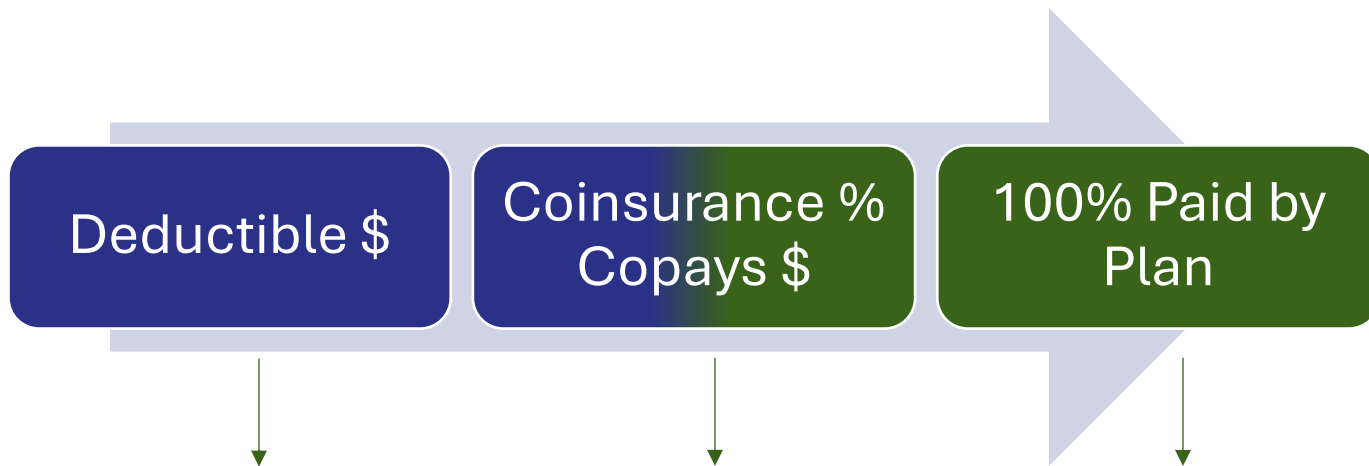 Deductible $
Coinsurance %
Copays $
100% Paid by
Plan